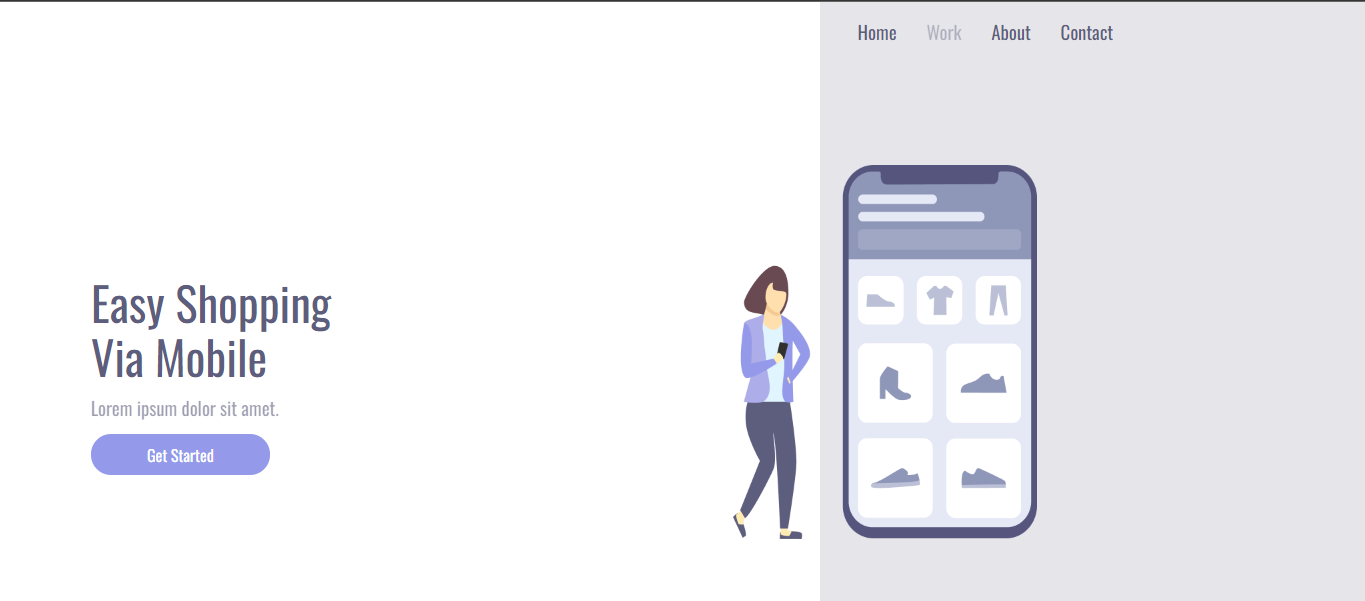 Home Work About Contact
Easy Shopping
Via Mobile
Lorem ipsum dolor sit amet.
Get Started